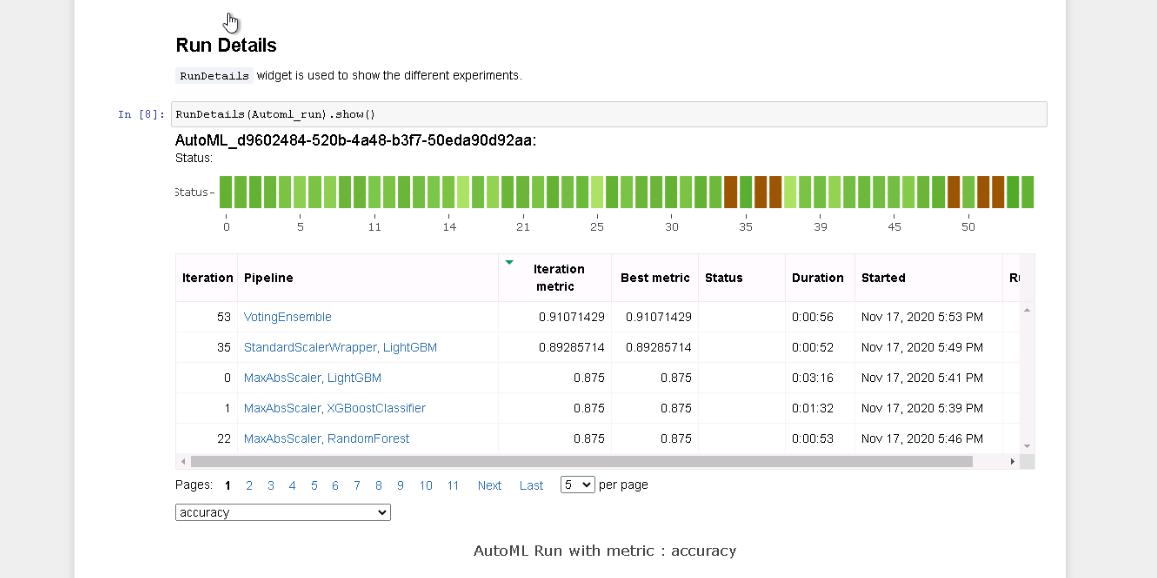 Run Details
RunDetails widget is used to show the different experiments.
In [8]: RunDetails(Automl_run).show()
AutoML_d9602484-520b-4a48-b3f7-50eda90d92aa:
Status:
Status
0 5 11 14 21 25 30 35 39 45 50
Iteration Pipeline Iteration metric Best metric Status Duration Started
53 VotingEnsemble 0.91071429 0.91071429 0:00:56 Nov 17, 2020 5:53 PM
35 StandardScalerWrapper, LightGBM 0.89285714 0.89285714 0:00:52 Nov 17, 2020 5:49 PM
0 MaxAbsScaler, LightGBM 0.875 0.875 0:03:16 Nov 17, 2020 5:41 PM
1 MaxAbsScaler, XGBoostClassifier 0.875 0.875 0:01:32 Nov 17, 2020 5:39 PM
22 MaxAbsScaler, RandomForest 0.875 0.875 0:00:53 Nov 17, 2020 5:46 PM
Pages: 1 2 3 4 5 6 7 8 9 10 11 Next Last 5 per page
accuracy
AutoML Run with metric : accuracy